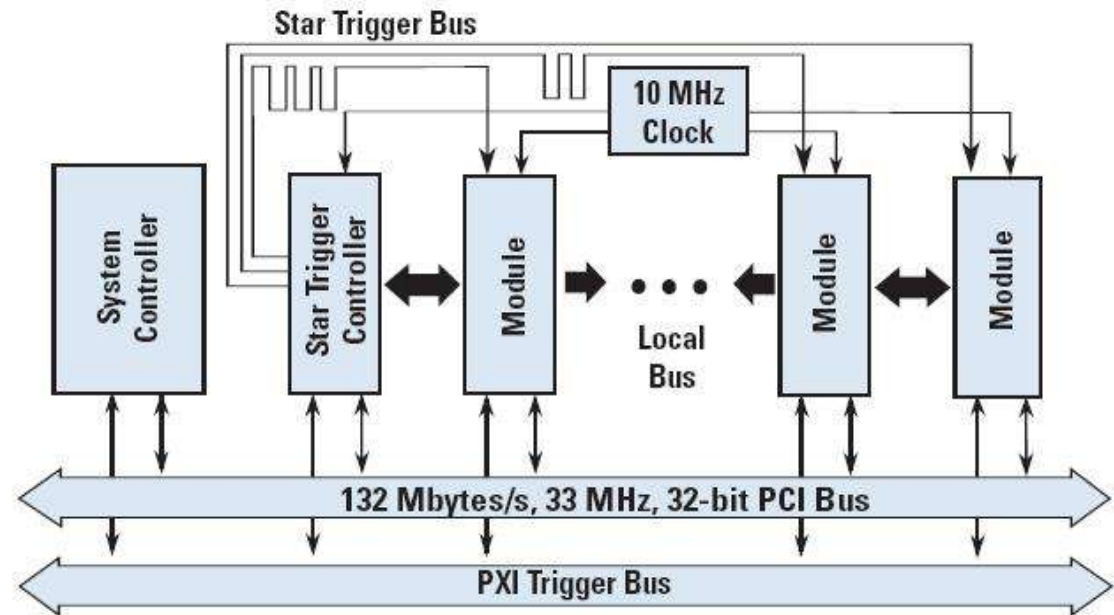 Star Trigger Bus
10 MHz
Clock
System
Controller
Star Trigger
Controller
Module
Local
Bus
Module
Module
132 Mbytes/s, 33 MHz, 32-bit PCI Bus
PXI Trigger Bus